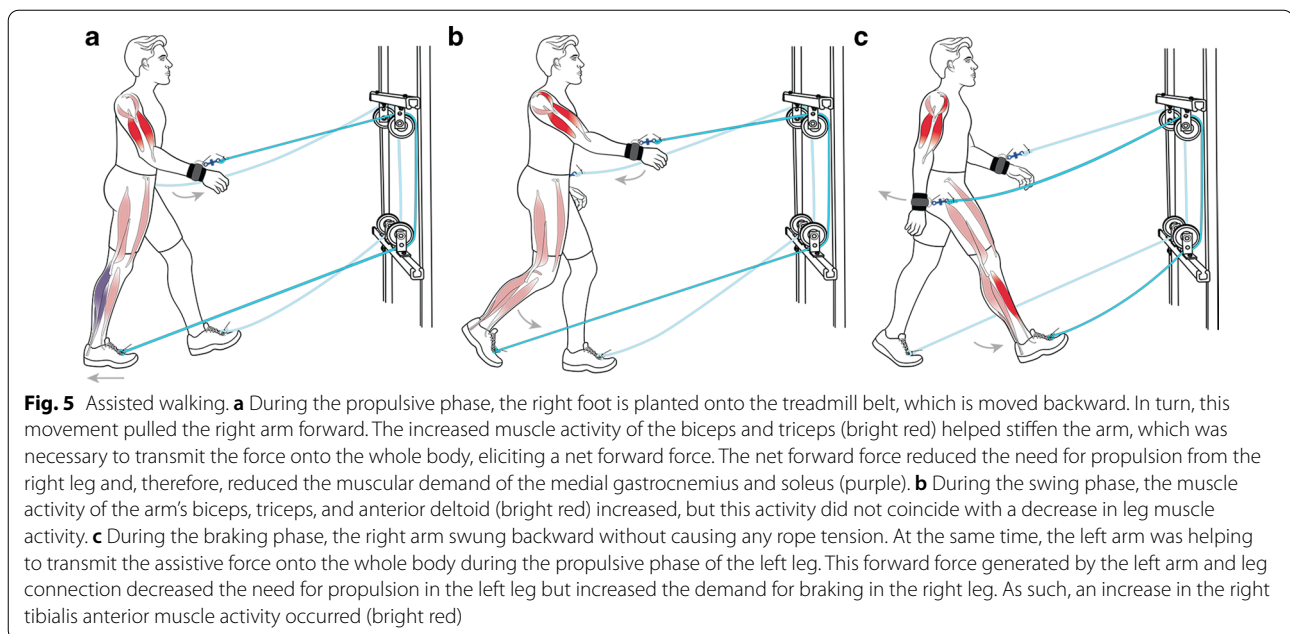 a
b
c
Fig. 5 Assisted walking. a During the propulsive phase, the right foot is planted onto the treadmill belt, which is moved backward. In turn, this
movement pulled the right arm forward. The increased muscle activity of the biceps and triceps (bright red) helped stiffen the arm, which was
necessary to transmit the force onto the whole body, eliciting a net forward force. The net forward force reduced the need for propulsion from the
right leg and, therefore, reduced the muscular demand of the medial gastrocnemius and soleus (purple). b During the swing phase, the muscle
activity of the arm's biceps, triceps, and anterior deltoid (bright red) increased, but this activity did not coincide with a decrease in leg muscle
activity. c During the braking phase, the right arm swung backward without causing any rope tension. At the same time, the left arm was helping
to transmit the assistive force onto the whole body during the propulsive phase of the left leg. This forward force generated by the left arm and leg
connection decreased the need for propulsion in the left leg but increased the demand for braking in the right leg. As such, an increase in the right
tibialis anterior muscle activity occurred (bright red)